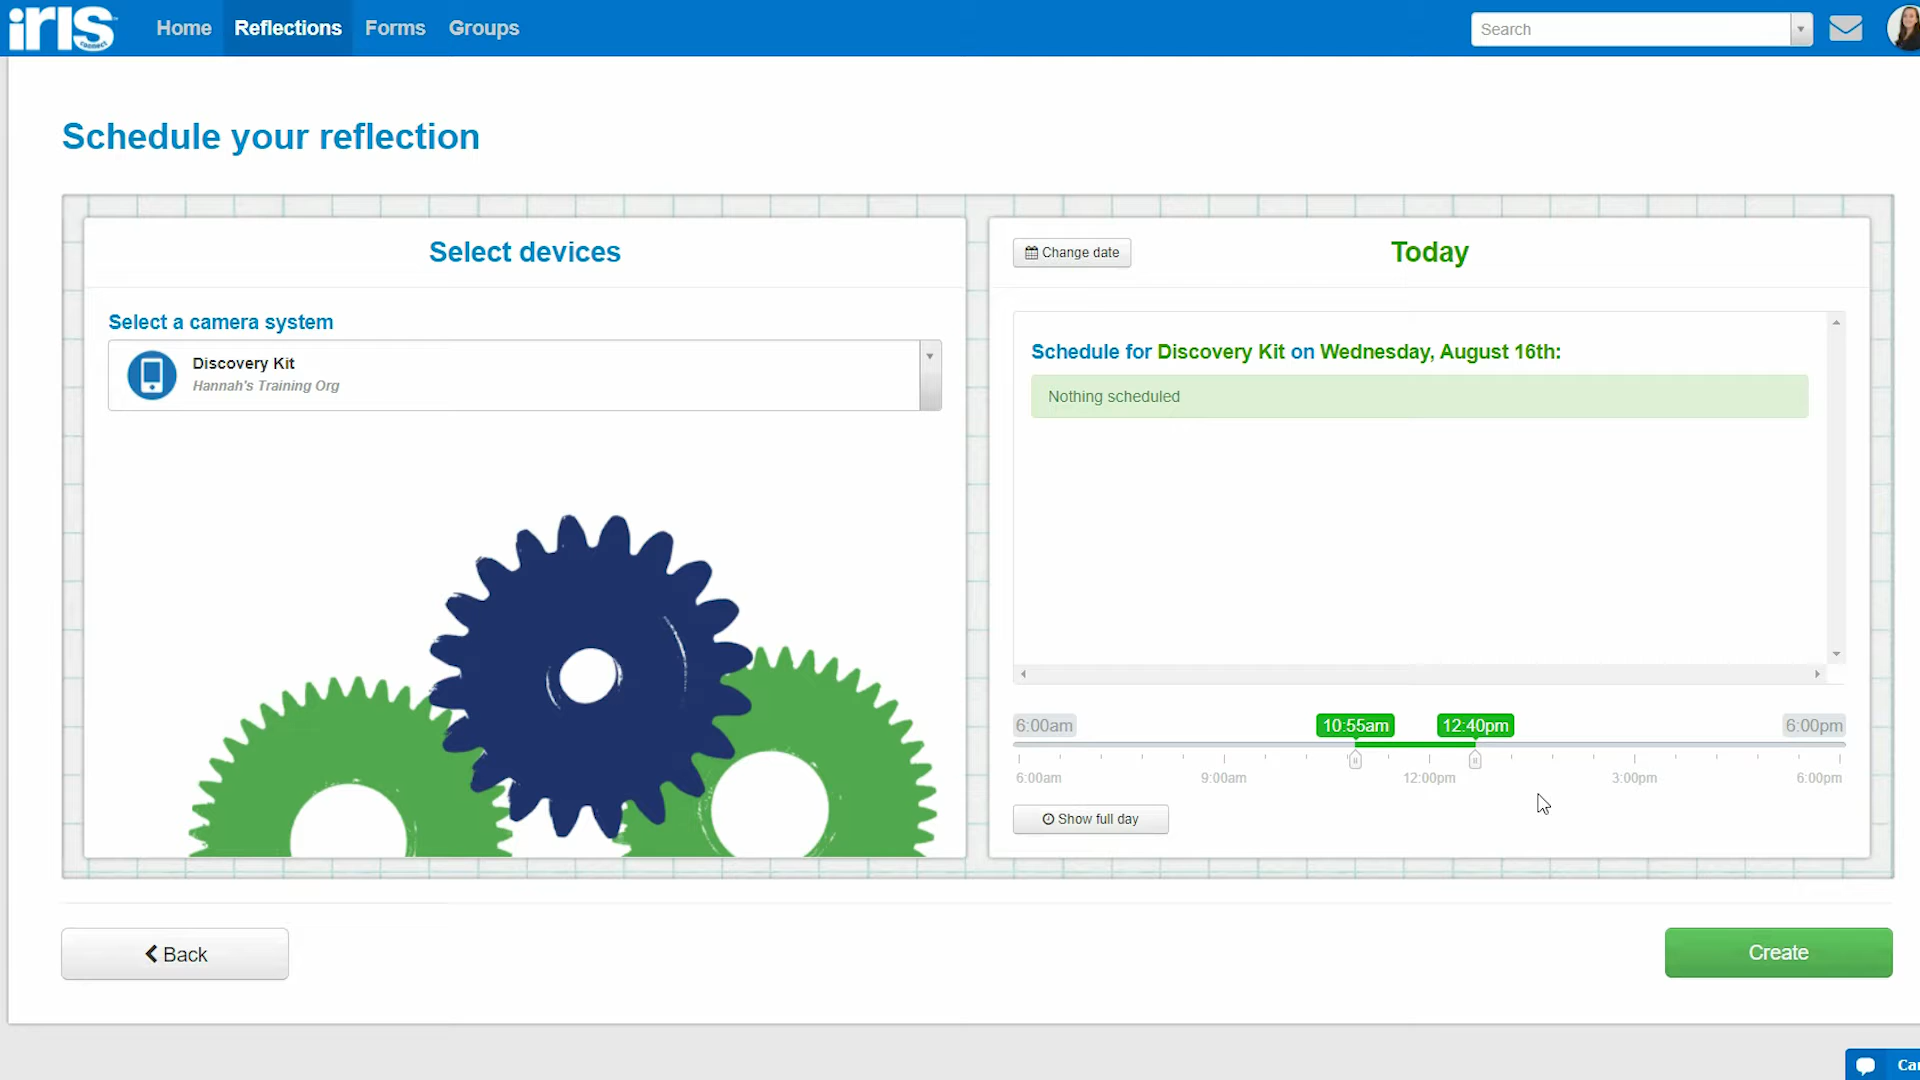 iris connect
Home Reflections Forms Groups
Search
Schedule your reflection
Select devices
Select a camera system
Discovery Kit
Hannah's Training Org
Change date
Today
Schedule for Discovery Kit on Wednesday, August 16th:
Nothing scheduled
6:00am 10:55am 12:40pm 6:00pm
6:00am 9:00am 12:00pm 3:00pm 6:00pm
Show full day
Back
Create